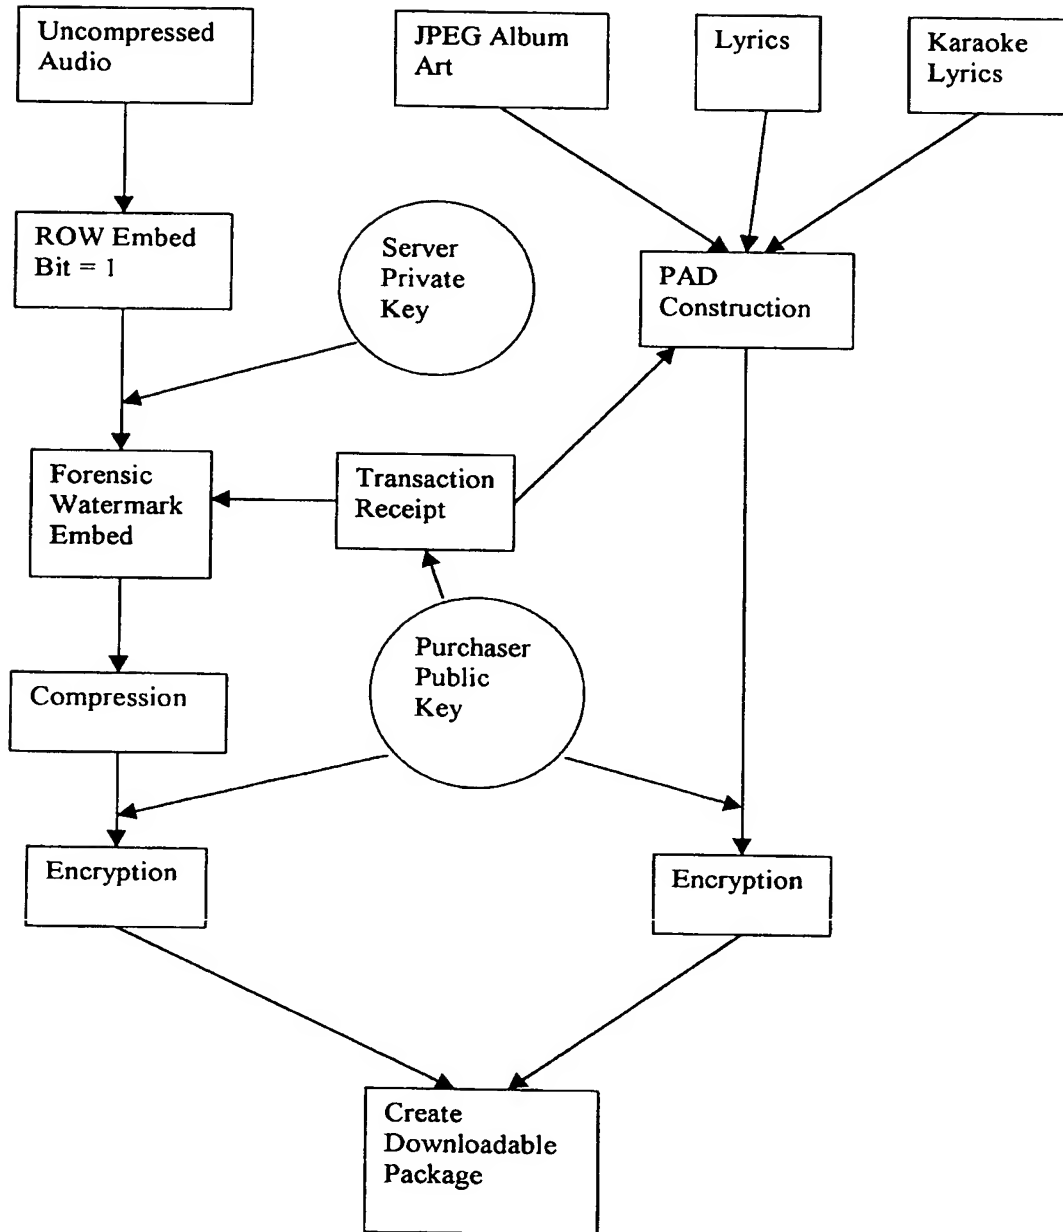 Uncompressed
Audio
JPEG Album
Art
Lyrics
Karaoke
Lyrics
ROW Embed
Bit = 1
Server
Private
Key
PAD
Construction
Forensic
Watermark
Embed
Transaction
Receipt
Purchaser
Public
Key
Compression
Encryption
Encryption
Create
Downloadable
Package